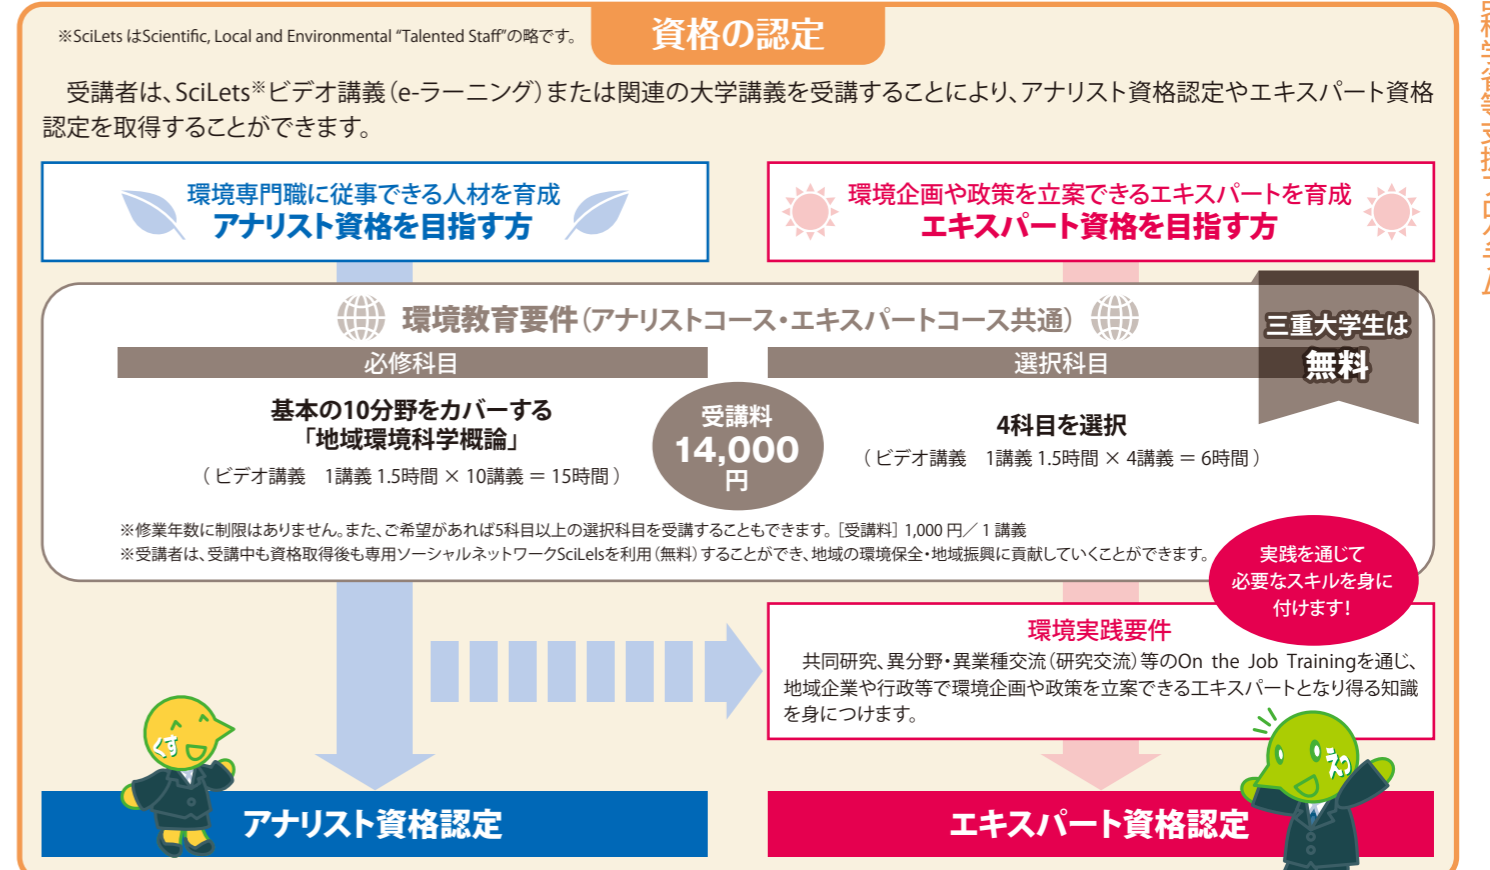 ※SciLets はScientific, Local and Environmental “Talented Staff”の略です。
資格の認定
受講者は、SciLets※ビデオ講義（e-ラーニング）または関連の大学講義を受講することにより、アナリスト資格認定やエキスパート資格
認定を取得することができます。
環境専門職に従事できる人材を育成
アナリスト資格を目指す方
環境企画や政策を立案できるエキスパートを育成
エキスパート資格を目指す方
環境教育要件（アナリストコース・エキスパートコース共通）
三重大学生は
無料
必修科目
基本の10分野をカバーする
「地域環境科学概論」
（ ビデオ講義　1講義 1.5時間 × 10講義 ＝ 15時間 ）
受講料
14,000
円
選択科目
4科目を選択
（ ビデオ講義　1講義 1.5時間 × 4講義 ＝ 6時間 ）
※修業年数に制限はありません。また、ご希望があれば5科目以上の選択科目を受講することもできます。［受講料］1,000 円／ 1 講義
※受講者は、受講中も資格取得後も専用ソーシャルネットワークSciLelsを利用（無料）することができ、地域の環境保全・地域振興に貢献していくことができます。
実践を通じて
必要なスキルを身に
付けます！
環境実践要件
共同研究、異分野・異業種交流（研究交流）等のOn the Job Trainingを通じ、
地域企業や行政等で環境企画や政策を立案できるエキスパートとなり得る知識
を身につけます。
くす
アナリスト資格認定
エキスパート資格認定